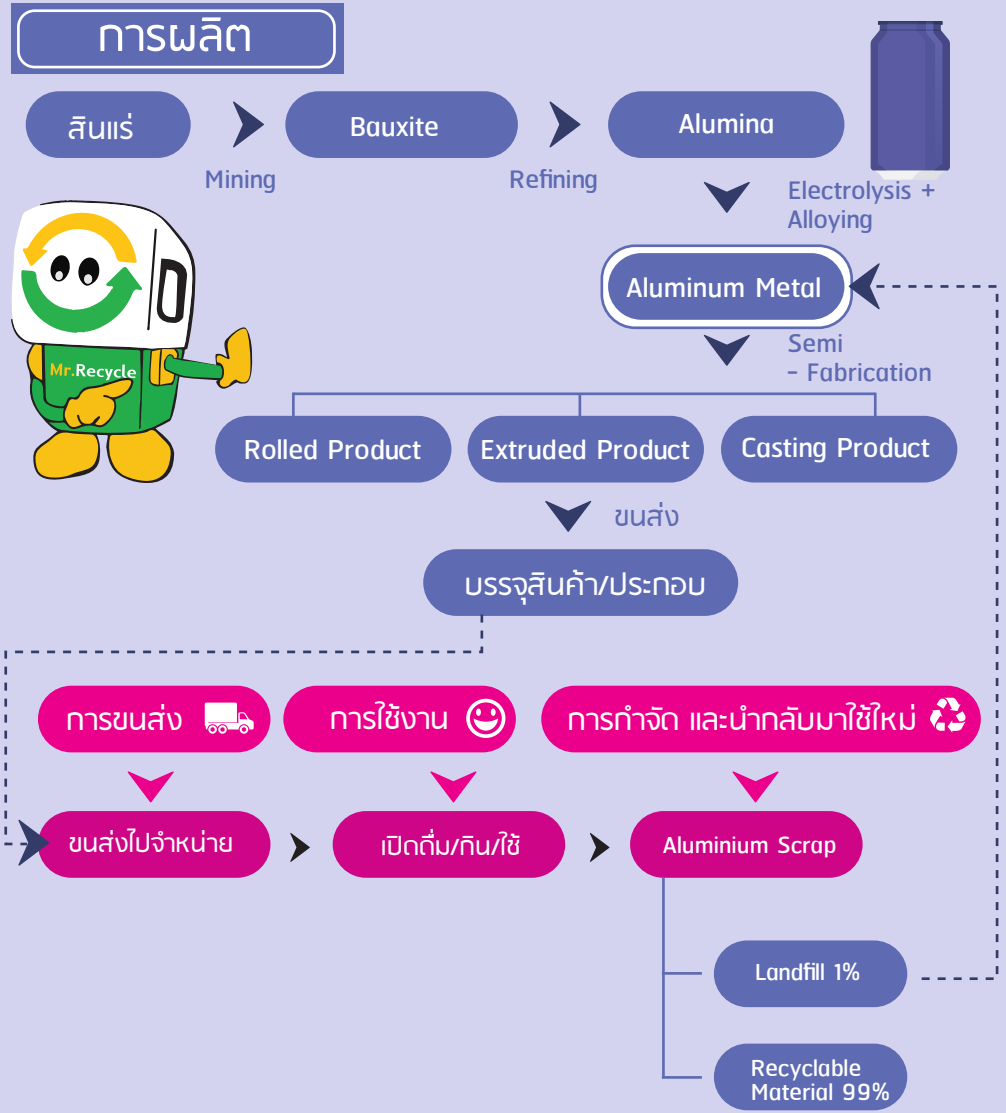 การผลิต
สินแร่
Bauxite
Alumina
Mining
Refining
Electrolysis +
Alloying
Aluminum Metal
Semi
- Fabrication
Mr.Recycle
Rolled Product
Extruded Product
Casting Product
ขนส่ง
บรรจุสินค้า/ประกอบ
การขนส่ง
การใช้งาน
การกำจัด และนำกลับมาใช้ใหม่
ขนส่งไปจำหน่าย
เปิดดื่ม/กิน/ใช้
Aluminium Scrap
Landfill 1%
Recyclable
Material 99%